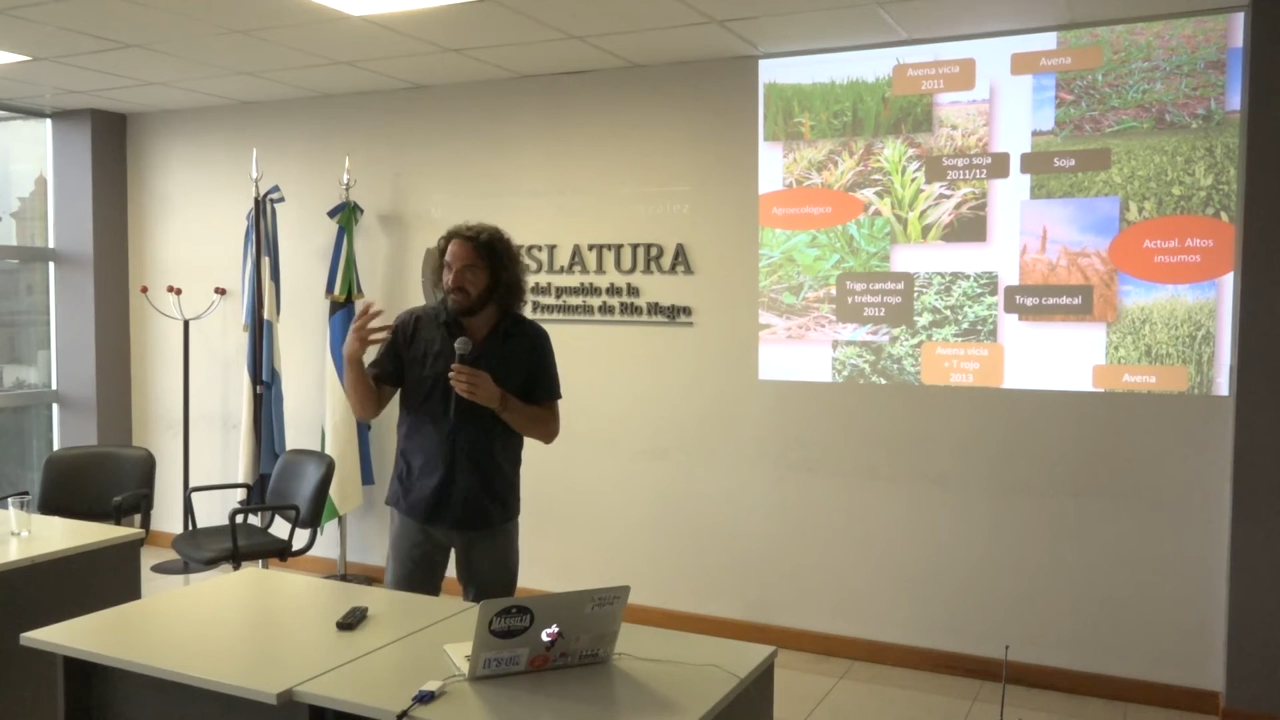 ISLATURA
del pueblo de la
Provincia de Río Negro
Avena vicia
2011
Avena
Sorgo soja
2011/12
Soja
Agroecológico
Actual. Altos
insumos
Trigo candeal
y trébol rojo
2012
Trigo candeal
Avena vicia
+ T rojo
2013
Avena
MASSILIA